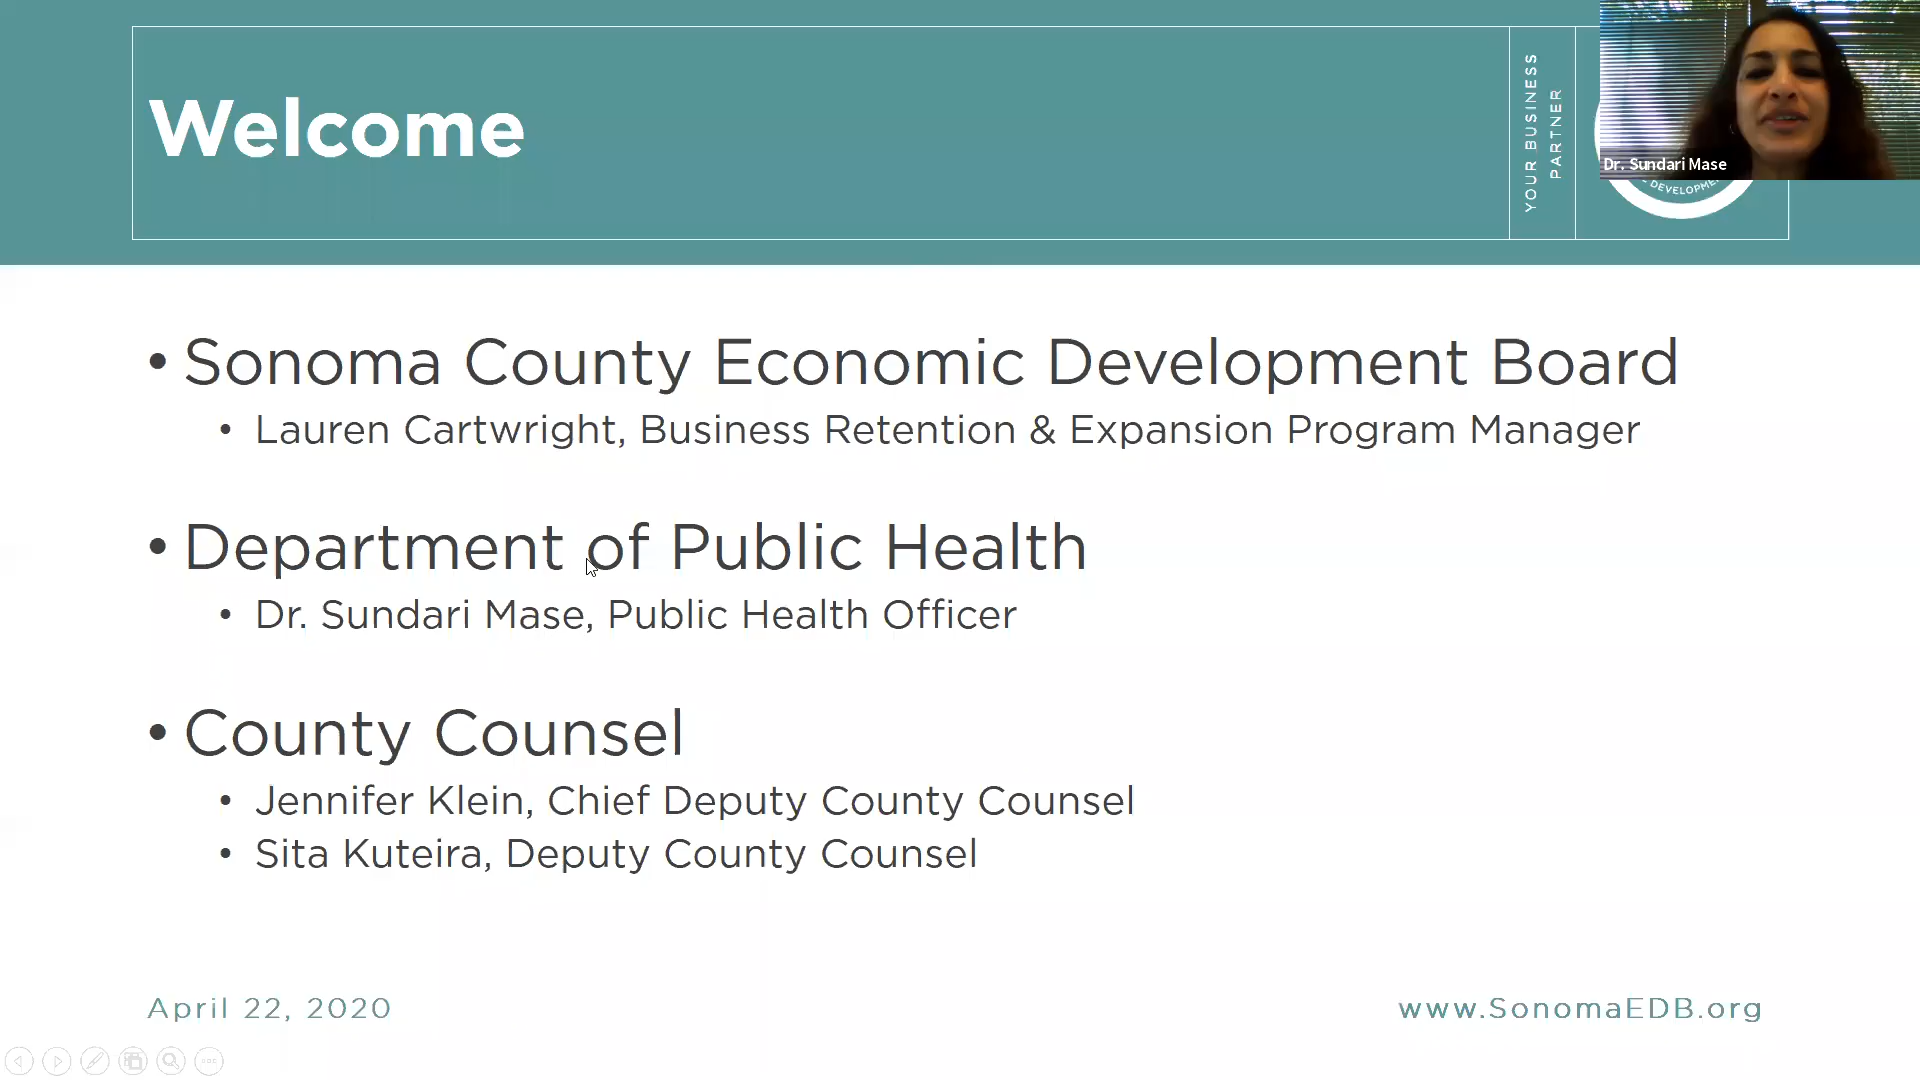 Welcome
YOUR BUSINESS
PARTNER
Dr. Sundari Mase
• Sonoma County Economic Development Board
• Lauren Cartwright, Business Retention & Expansion Program Manager
• Department of Public Health
• Dr. Sundari Mase, Public Health Officer
• County Counsel
• Jennifer Klein, Chief Deputy County Counsel
• Sita Kuteira, Deputy County Counsel
April 22, 2020
www.SonomaEDB.org